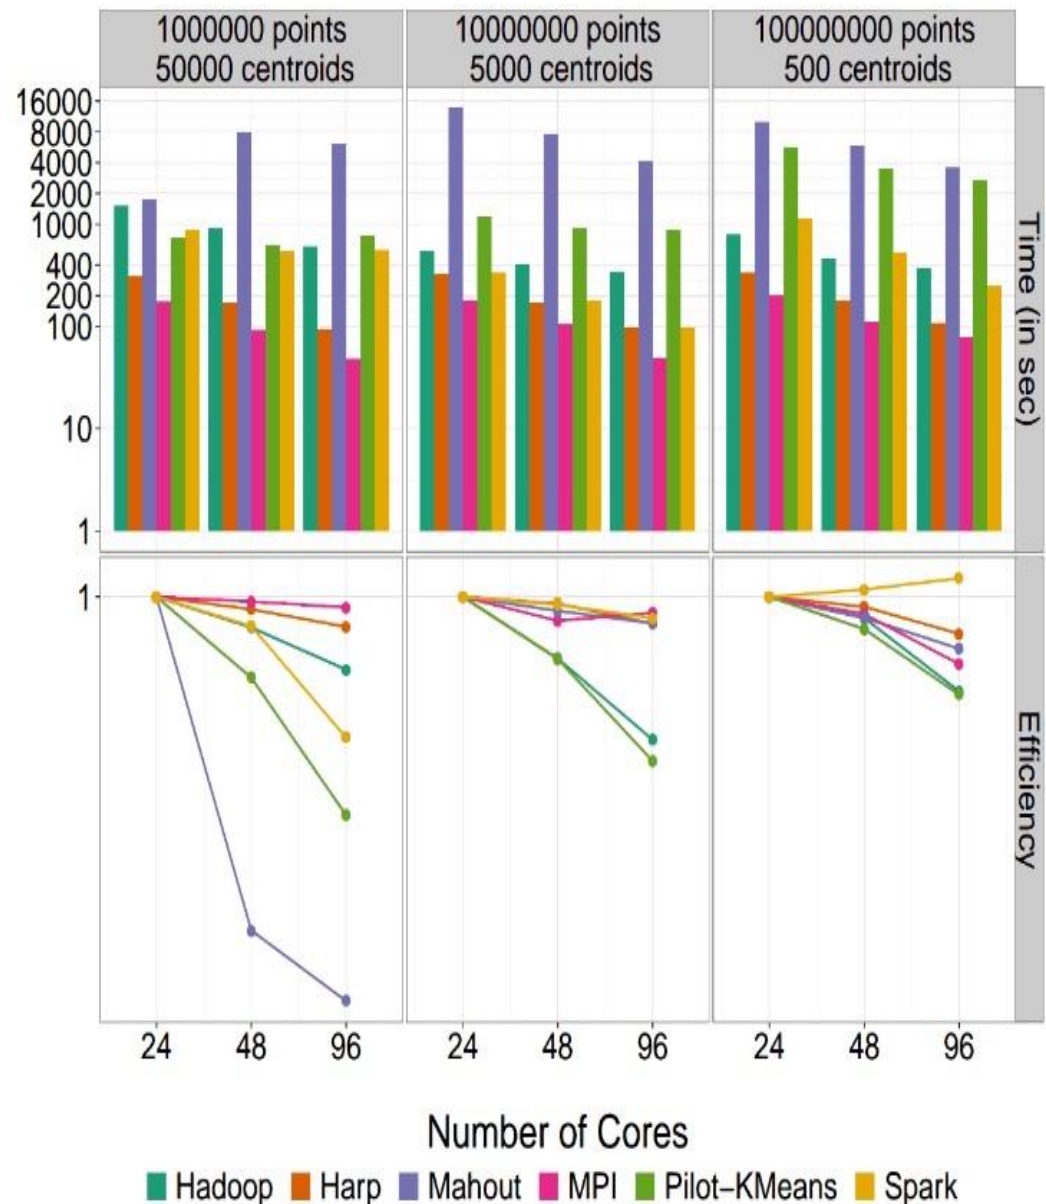 1000000 points
50000 centroids
10000000 points
5000 centroids
100000000 points
500 centroids
16000
8000
4000
2000
1000
400
200
100
10
1
Time (in sec)
1
Efficiency
24 48 96 24 48 96 24 48 96
Number of Cores
Hadoop Harp Mahout MPI Pilot−KMeans Spark